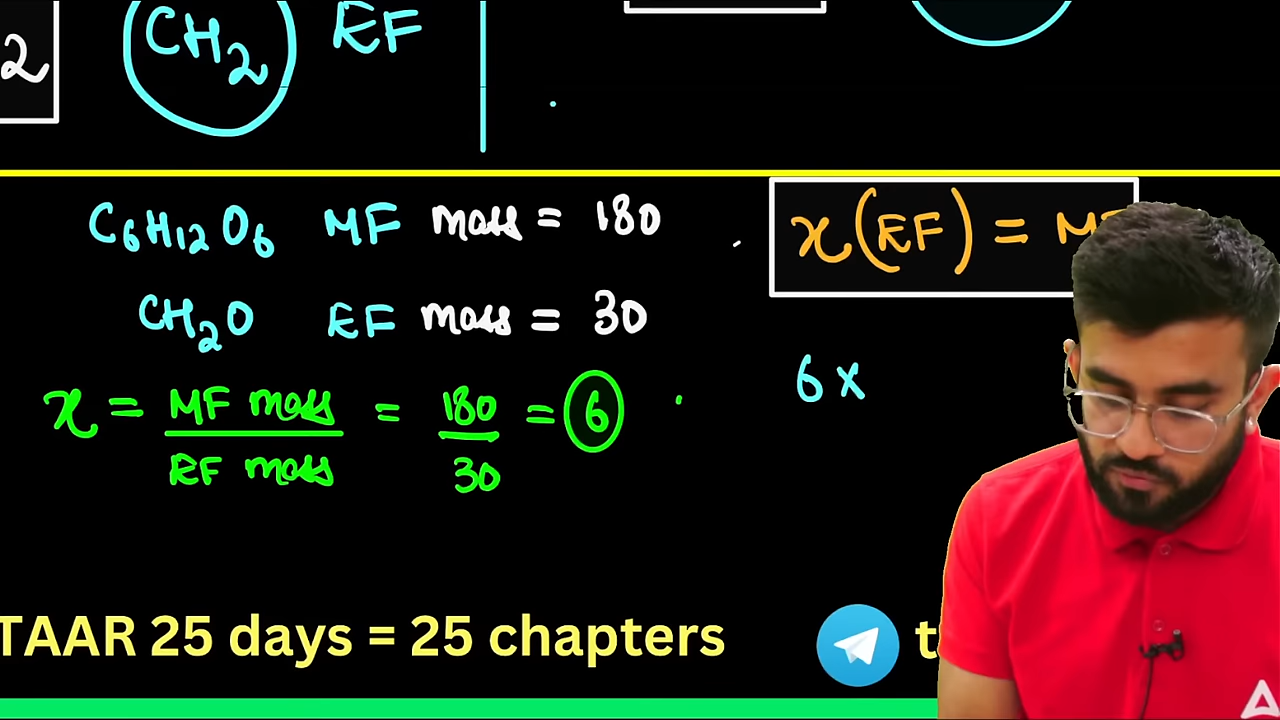 2
CH2 EF
C6H12O6 MF mass = 180
x(EF) = MF
CH2O EF mass = 30
x = MF mass / EF mass = 180 / 30 = 6
6 x
TAAR 25 days = 25 chapters